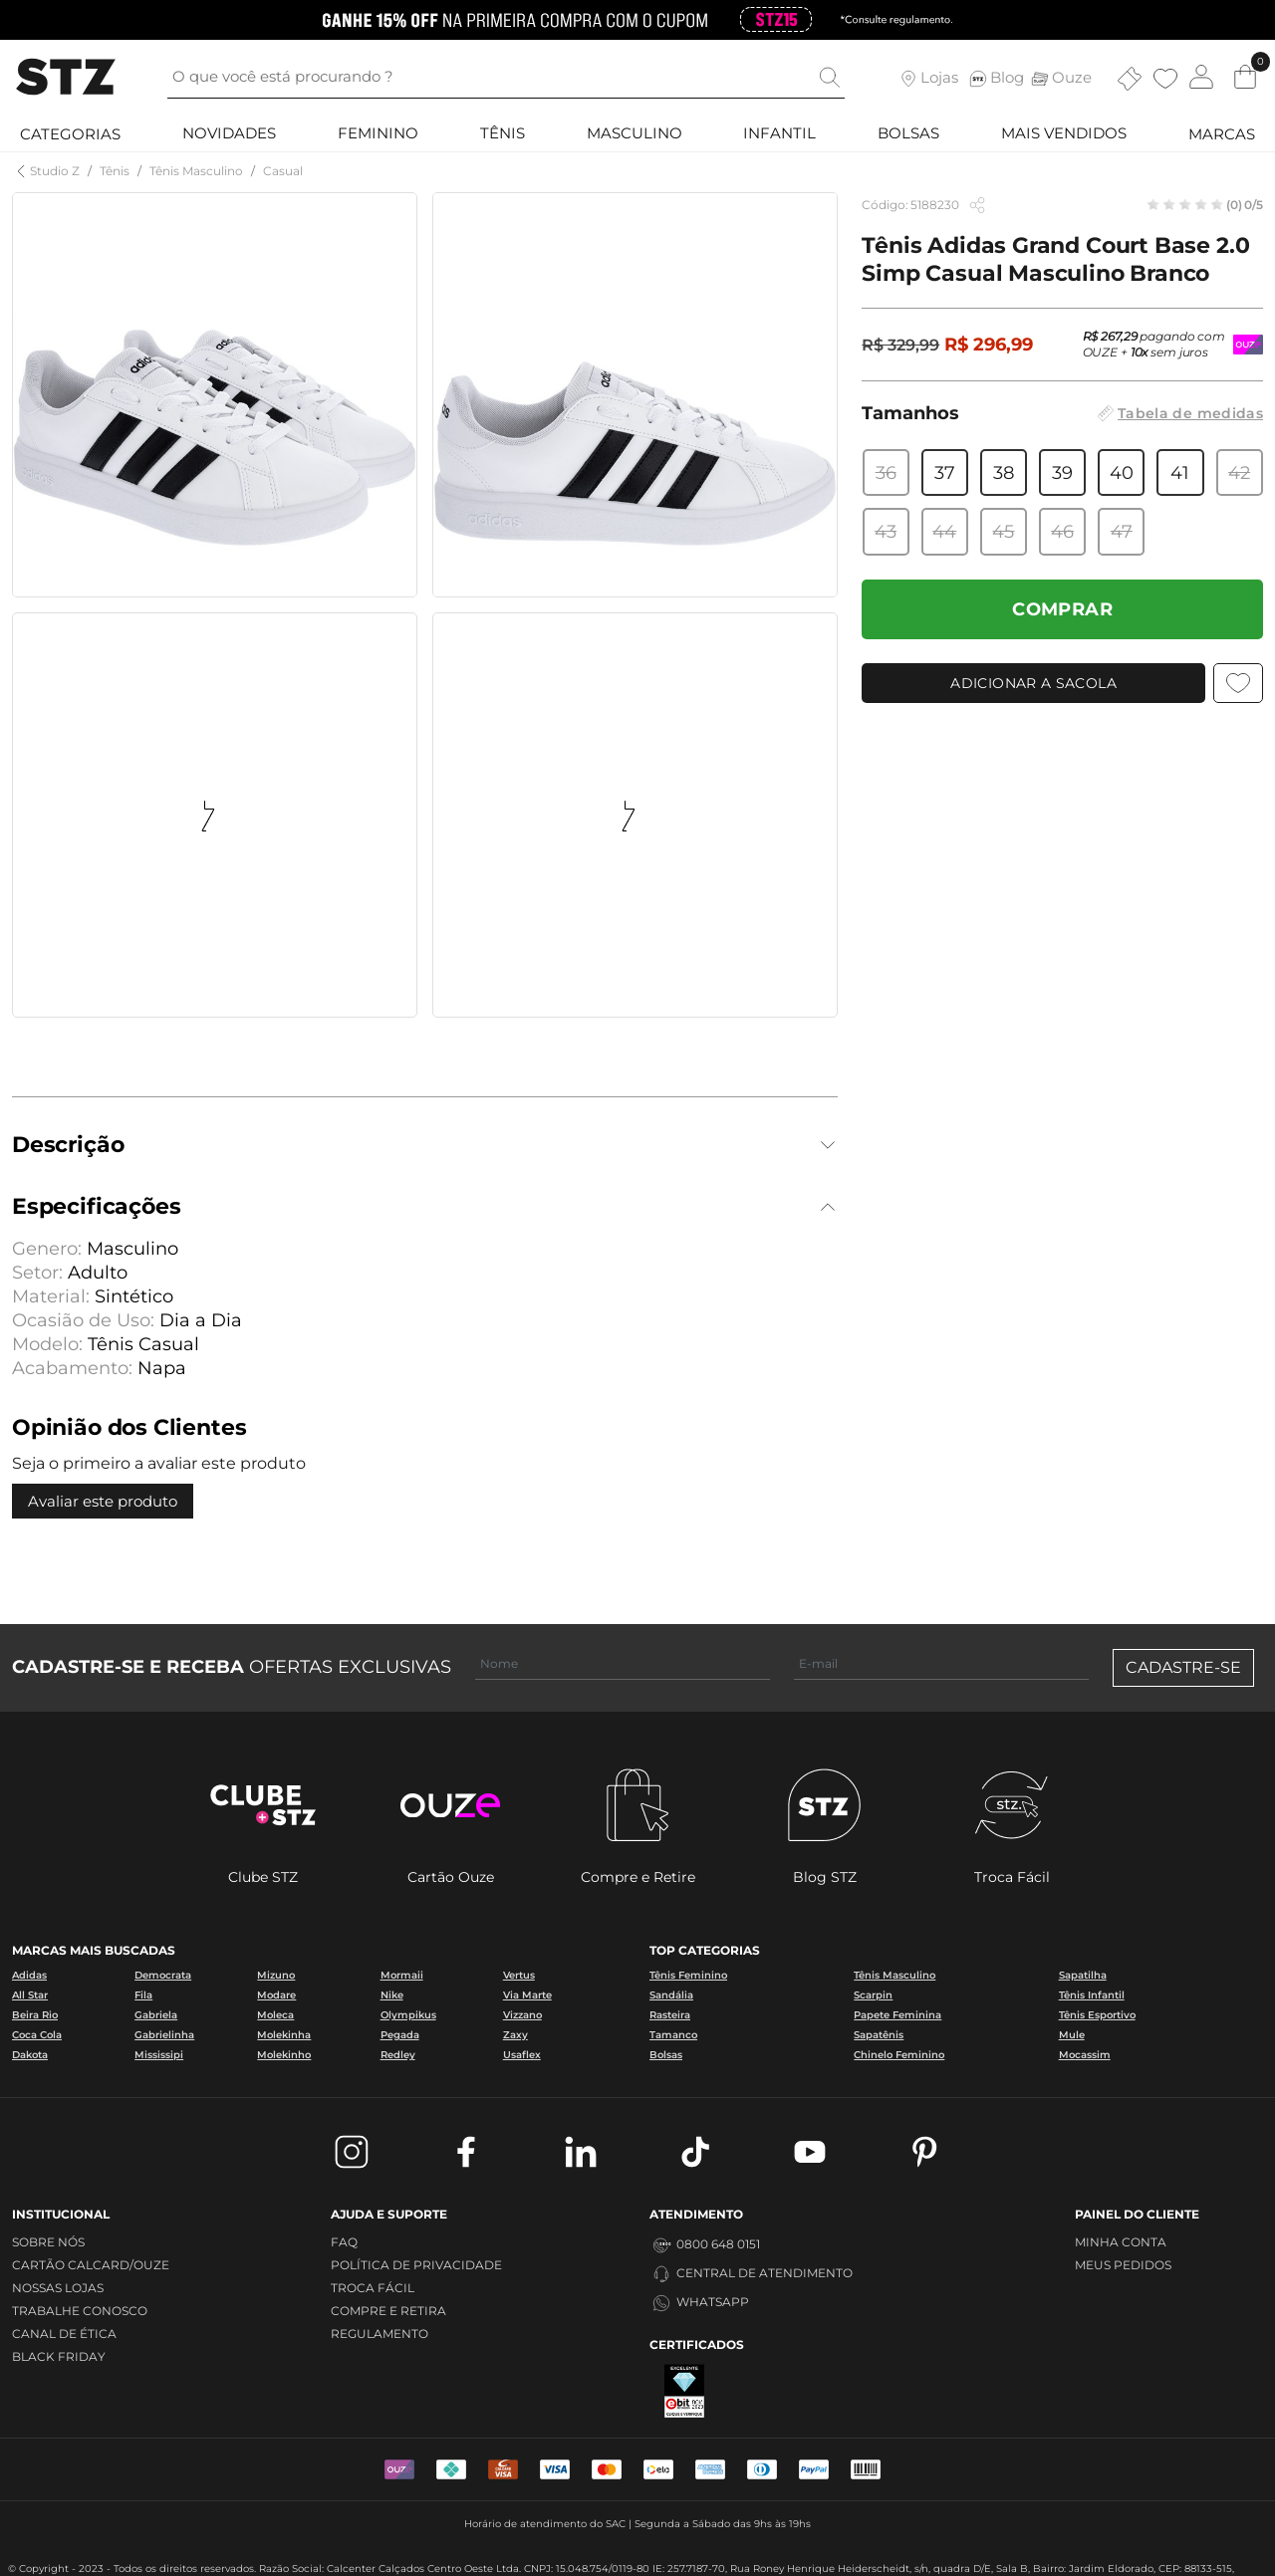 GANHE 15% OFF NA PRIMEIRA COMPRA COM O CUPOM STZ15 *Consulte regulamento.
STZ
O que você está procurando ?
Lojas
STZ
Blog
Ouze
0
CATEGORIAS NOVIDADES FEMININO TÊNIS MASCULINO INFANTIL BOLSAS MAIS VENDIDOS MARCAS
Studio Z / Tênis / Tênis Masculino / Casual
Código: 5188230
(0) 0/5
Tênis Adidas Grand Court Base 2.0
Simp Casual Masculino Branco
R$ 329,99 R$ 296,99
R$ 267,29 pagando com
OUZE + 10x sem juros
adidas
adidas
adidas
Tamanhos
Tabela de medidas
36 37 38 39 40 41 42
43 44 45 46 47
COMPRAR
ADICIONAR A SACOLA
Descrição
Especificações
Genero: Masculino
Setor: Adulto
Material: Sintético
Ocasião de Uso: Dia a Dia
Modelo: Tênis Casual
Acabamento: Napa
Opinião dos Clientes
Seja o primeiro a avaliar este produto
Avaliar este produto
CADASTRE-SE E RECEBA OFERTAS EXCLUSIVAS
Nome
E-mail
CADASTRE-SE
CLUBE
+STZ
ouze
STZ
stz.
Clube STZ
Cartão Ouze
Compre e Retire
Blog STZ
Troca Fácil
MARCAS MAIS BUSCADAS
Adidas Democrata Mizuno Mormaii Vertus
All Star Fila Modare Nike Via Marte
Beira Rio Gabriela Moleca Olympikus Vizzano
Coca Cola Gabrielinha Molekinha Pegada Zaxy
Dakota Mississipi Molekinho Redley Usaflex
TOP CATEGORIAS
Tênis Feminino Tênis Masculino Sapatilha
Sandália Scarpin Tênis Infantil
Rasteira Papete Feminina Tênis Esportivo
Tamanco Sapatênis Mule
Bolsas Chinelo Feminino Mocassim
INSTITUCIONAL
SOBRE NÓS
CARTÃO CALCARD/OUZE
NOSSAS LOJAS
TRABALHE CONOSCO
CANAL DE ÉTICA
BLACK FRIDAY
AJUDA E SUPORTE
FAQ
POLÍTICA DE PRIVACIDADE
TROCA FÁCIL
COMPRE E RETIRA
REGULAMENTO
ATENDIMENTO
0800 648 0151
CENTRAL DE ATENDIMENTO
WHATSAPP
CERTIFICADOS
EXCELENTE
ebit
PAINEL DO CLIENTE
MINHA CONTA
MEUS PEDIDOS
VISA
VISA
elo
PayPal
Horário de atendimento do SAC | Segunda a Sábado das 9hs às 19hs
© Copyright - 2023 - Todos os direitos reservados. Razão Social: Calcenter Calçados Centro Oeste Ltda. CNPJ: 15.048.754/0119-80 IE: 257.7187-70, Rua Roney Henrique Heiderscheidt, s/n, quadra D/E, Sala B, Bairro: Jardim Eldorado, CEP: 88133-515,